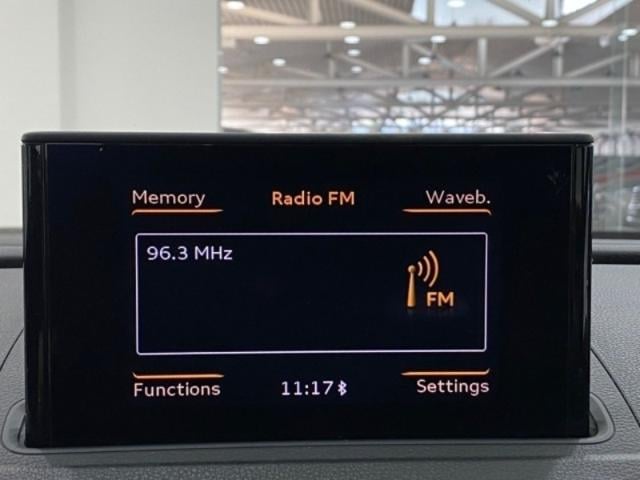 Memory Radio FM Waveb.
96.3 MHz
FM
Functions 11:17 Settings